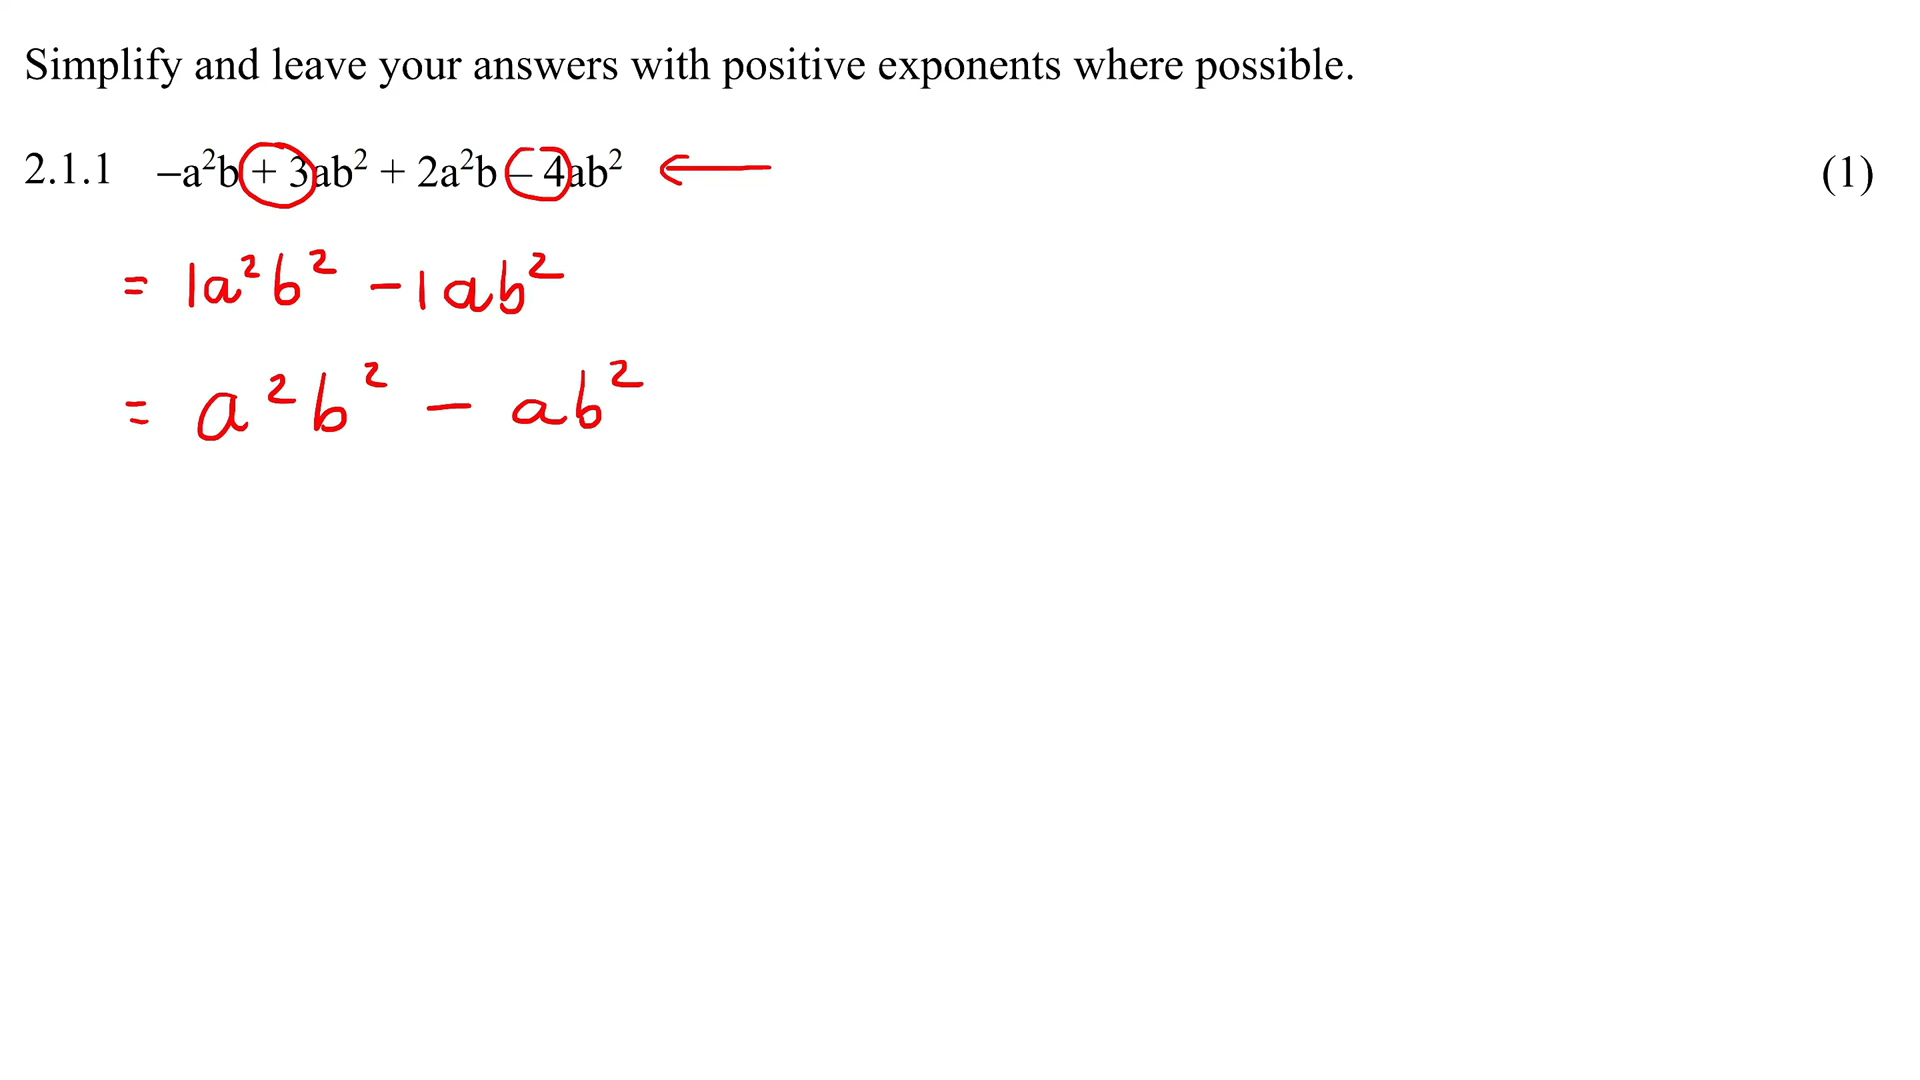 Simplify and leave your answers with positive exponents where possible.
2.1.1 –a²b + 3ab² + 2a²b – 4ab² ← (1)
= 1a²b² – 1ab²
= a²b² – ab²